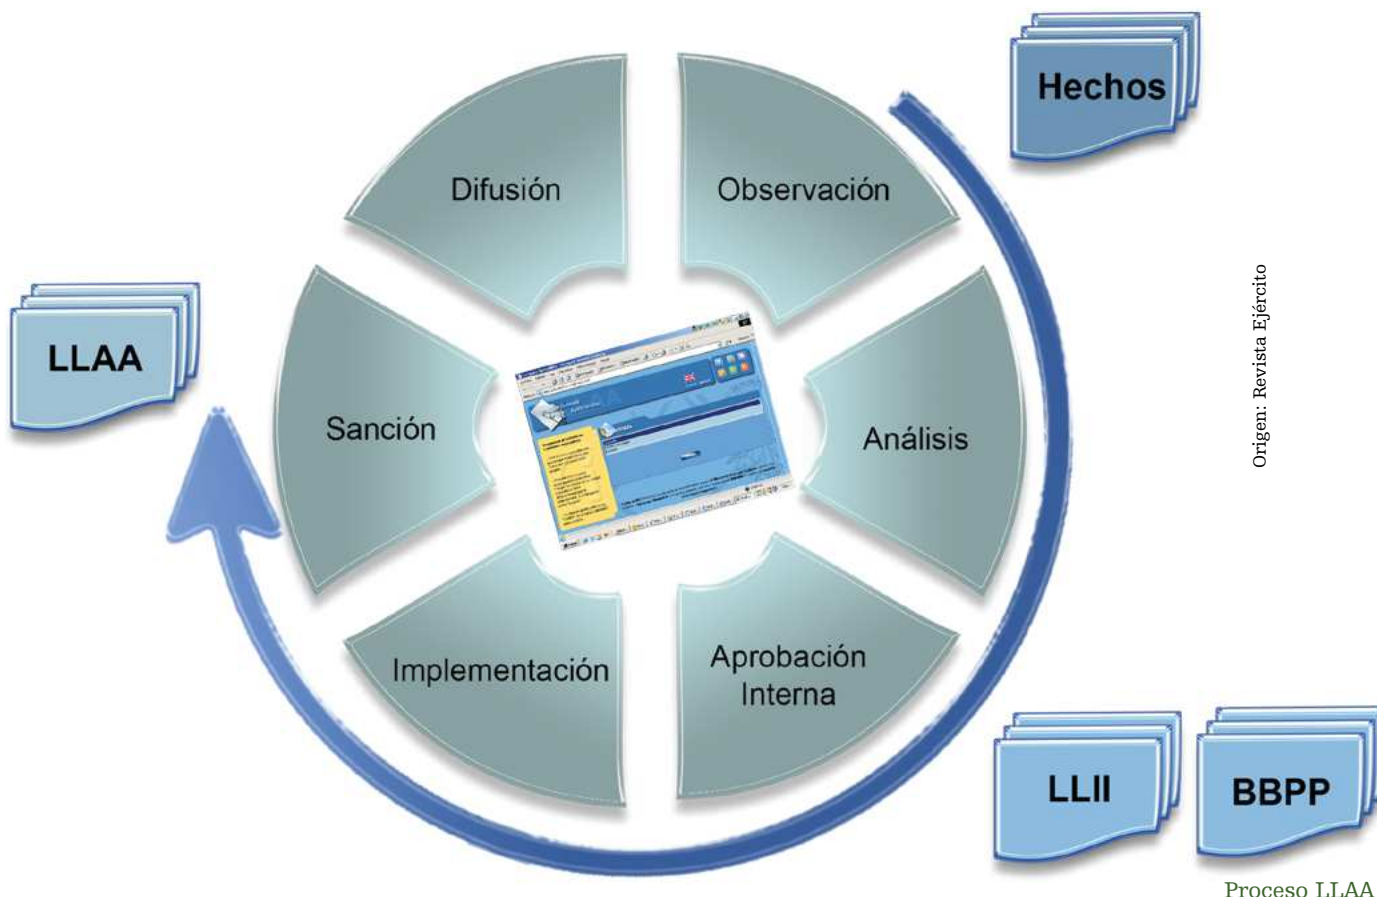 Hechos
Difusión
Observación
LLAA
Sanción
Análisis
Implementación
Aprobación
Interna
LLII
BBPP
Origen: Revista Ejército
Proceso LLAA